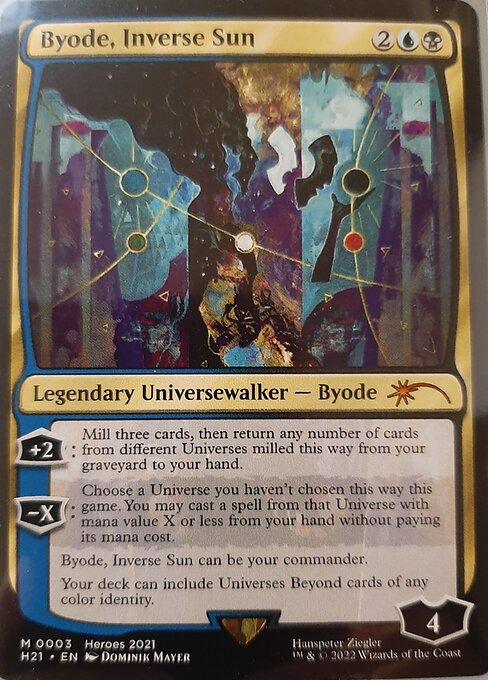 Byode, Inverse Sun 2
Legendary Universewalker — Byode
+2: Mill three cards, then return any number of cards
from different Universes milled this way from your
graveyard to your hand.
-X: Choose a Universe you haven't chosen this way this
game. You may cast a spell from that Universe with
mana value X or less from your hand without paying
its mana cost.
Byode, Inverse Sun can be your commander.
Your deck can include Universes Beyond cards of any
color identity.
4
M 0003 Heroes 2021
H21 • EN DOMINIK MAYER
Hanspeter Ziegler
™ & © 2022 Wizards of the Coast